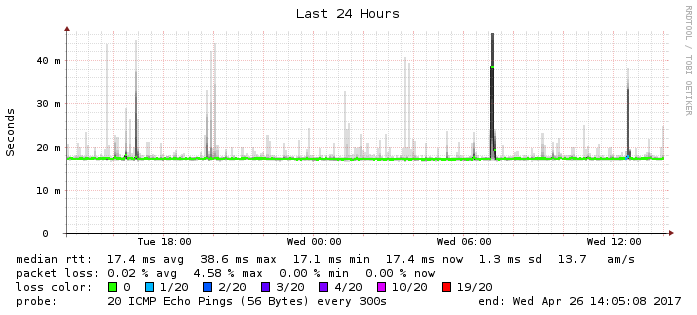 Last 24 Hours
RRDTOOL / TOBI OETIKER
Seconds
40 m
30 m
20 m
10 m
0
Tue 18:00 Wed 00:00 Wed 06:00 Wed 12:00
median rtt: 17.4 ms avg 38.6 ms max 17.1 ms min 17.4 ms now 1.3 ms sd 13.7 am/s
packet loss: 0.02 % avg 4.58 % max 0.00 % min 0.00 % now
loss color: 0 1/20 2/20 3/20 4/20 10/20 19/20
probe: 20 ICMP Echo Pings (56 Bytes) every 300s end: Wed Apr 26 14:05:08 2017